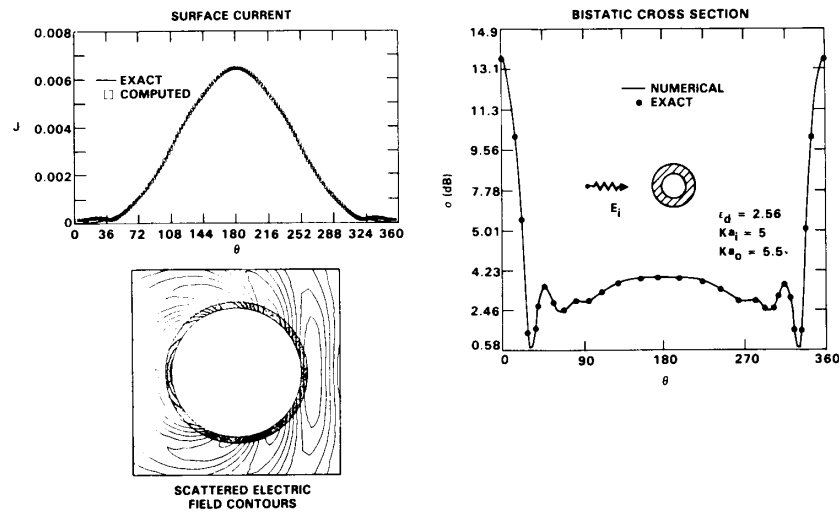 SURFACE CURRENT
0.008
0.006
0.004
0.002
0
J
EXACT
COMPUTED
0 36 72 108 144 180 216 252 288 324 360
θ
SCATTERED ELECTRIC
FIELD CONTOURS
BISTATIC CROSS SECTION
14.9
13.1
11.3
9.56
7.78
5.01
4.23
2.46
0.58
σ (dB)
NUMERICAL
EXACT
E_i
ε_d = 2.56
Ka_i = 5
Ka_o = 5.5
0 90 180 270 360
θ